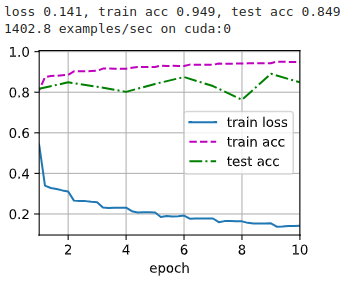 loss 0.141, train acc 0.949, test acc 0.849
1402.8 examples/sec on cuda:0
1.0
0.8
0.6
0.4
0.2
train loss
train acc
test acc
2 4 6 8 10
epoch